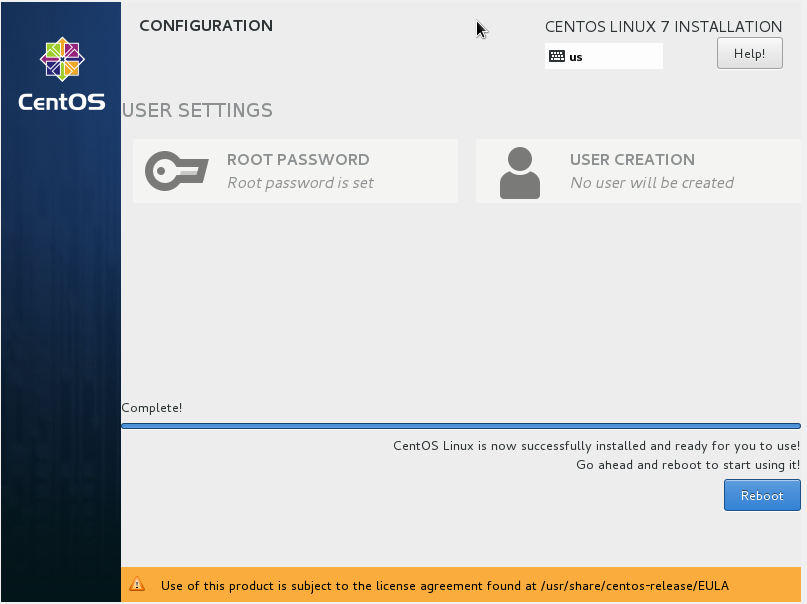 CONFIGURATION
CENTOS LINUX 7 INSTALLATION
us
Help!
CentOS
USER SETTINGS
ROOT PASSWORD
Root password is set
USER CREATION
No user will be created
Complete!
CentOS Linux is now successfully installed and ready for you to use!
Go ahead and reboot to start using it!
Reboot
Use of this product is subject to the license agreement found at /usr/share/centos-release/EULA